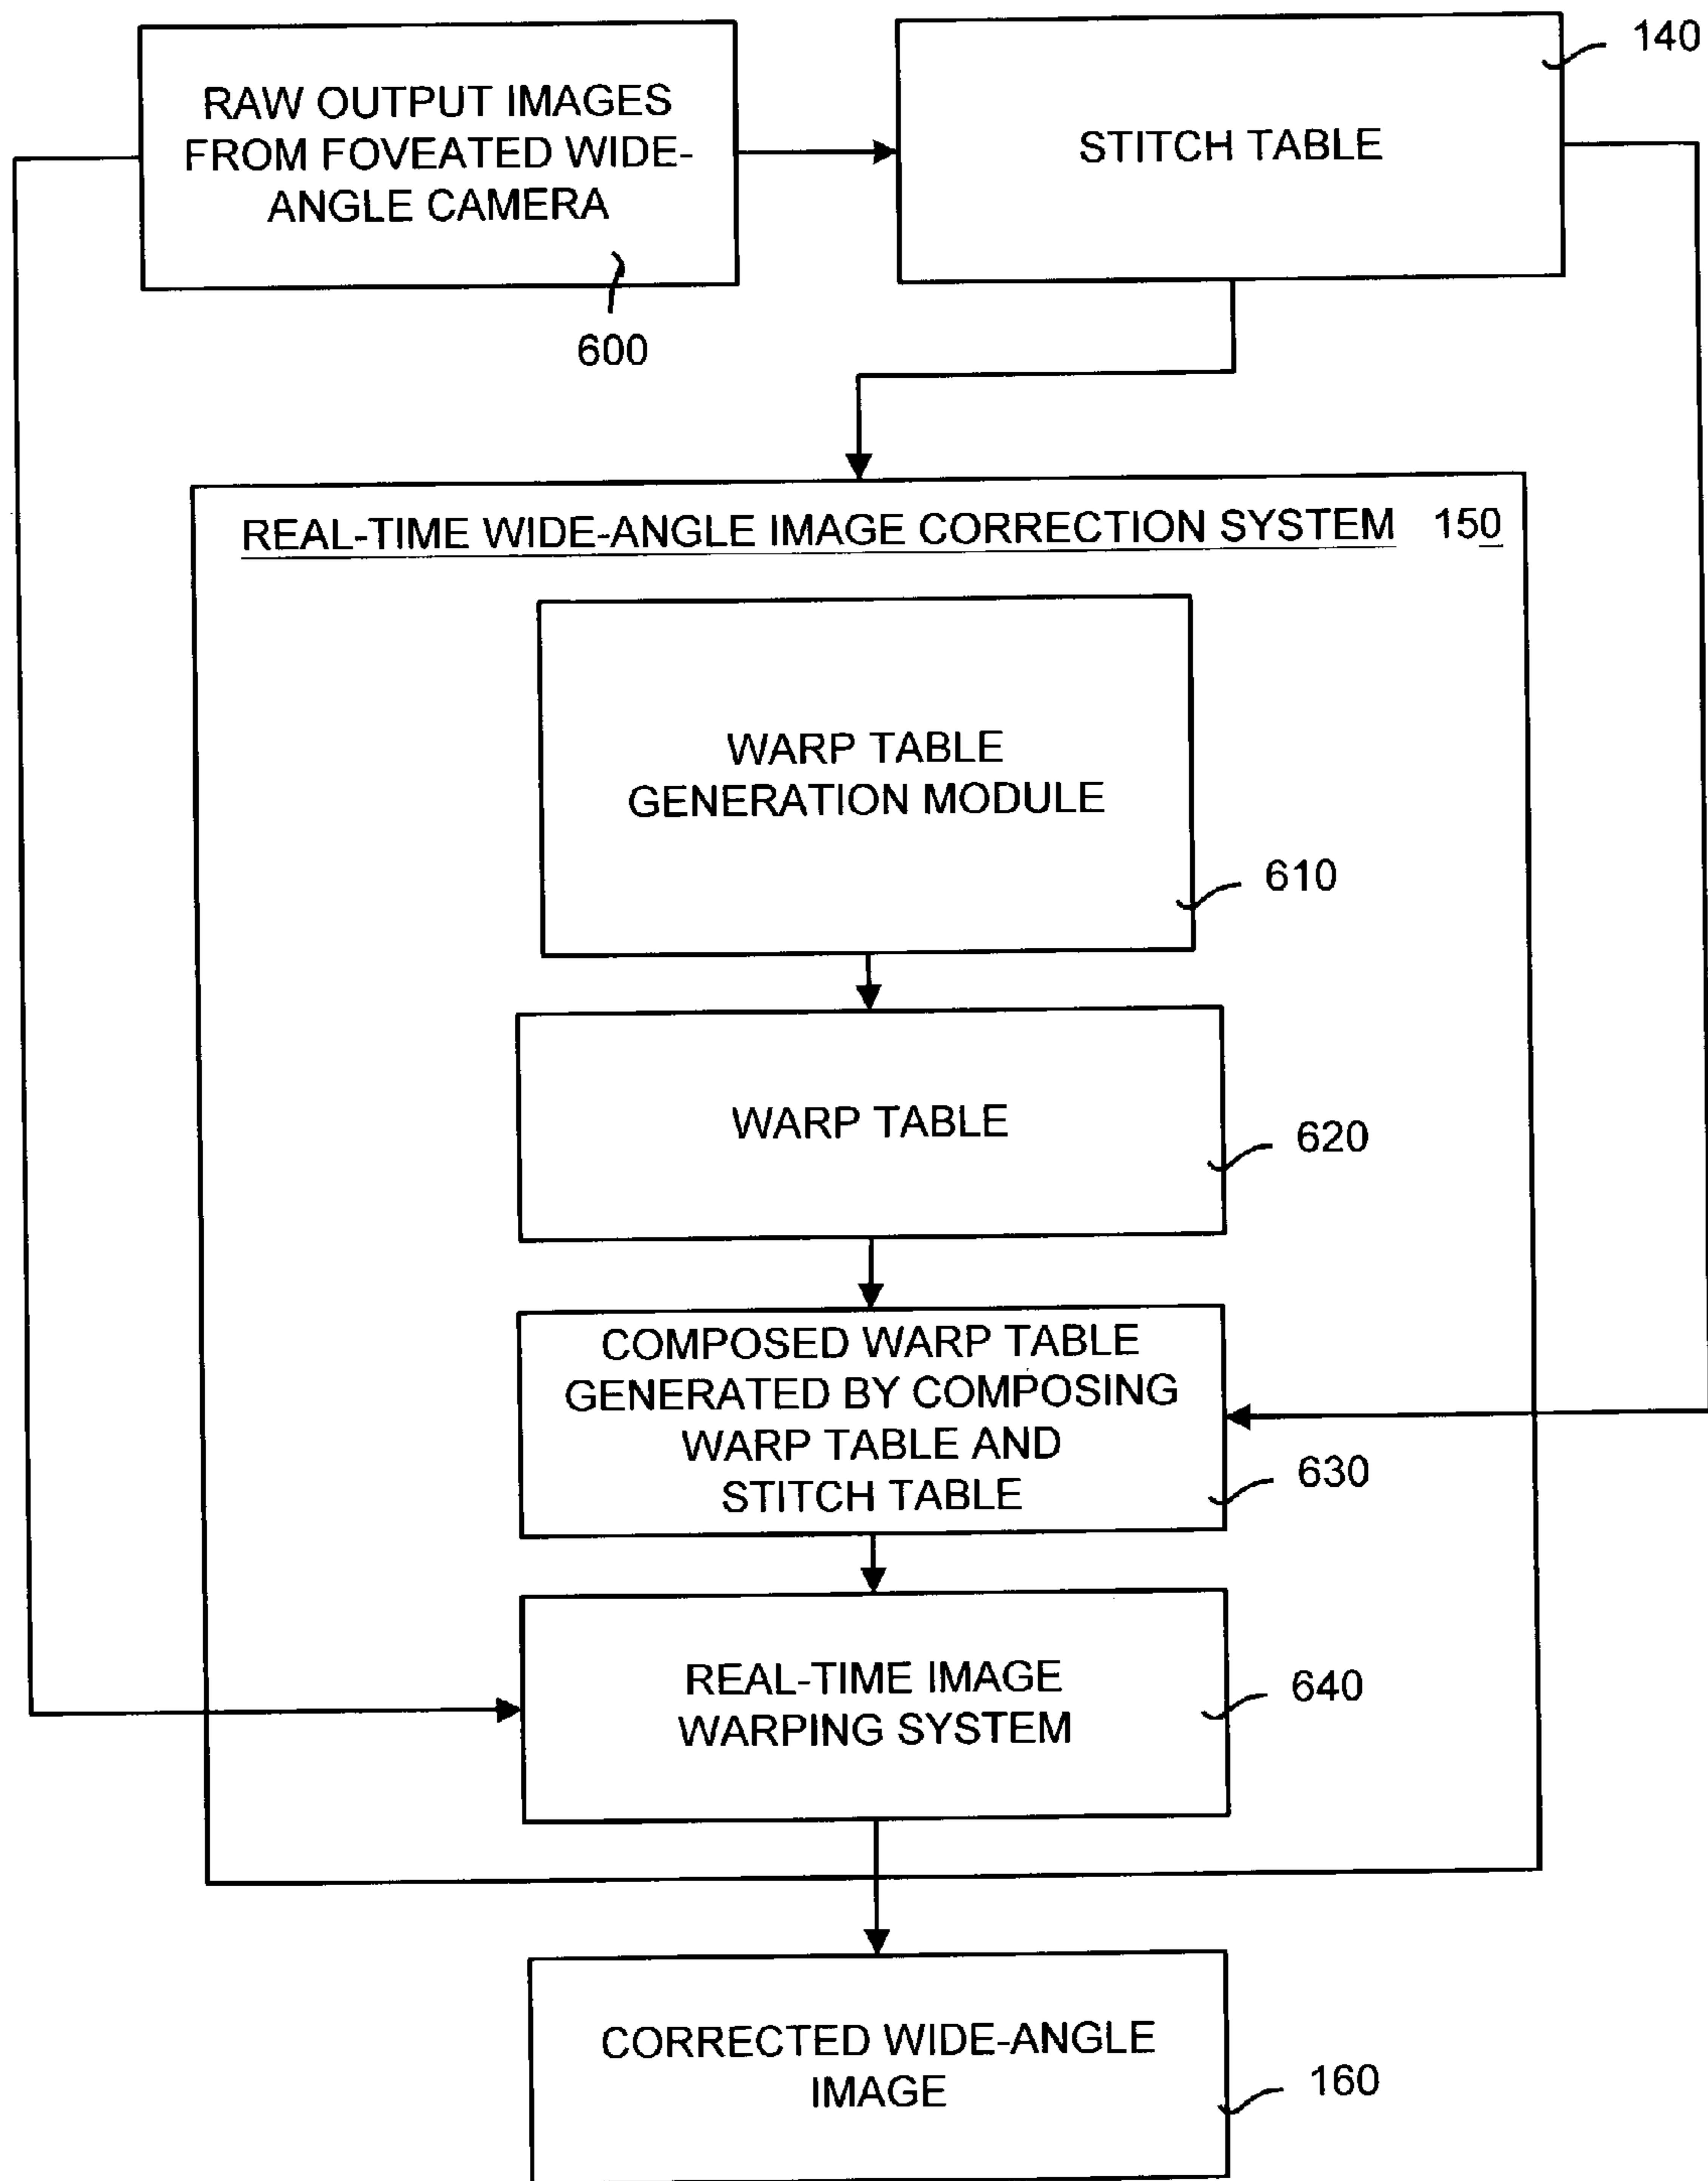 RAW OUTPUT IMAGES
FROM FOVEATED WIDE-
ANGLE CAMERA
600
STITCH TABLE
140
REAL-TIME WIDE-ANGLE IMAGE CORRECTION SYSTEM 150
WARP TABLE
GENERATION MODULE
610
WARP TABLE
620
COMPOSED WARP TABLE
GENERATED BY COMPOSING
WARP TABLE AND
STITCH TABLE
630
REAL-TIME IMAGE
WARPING SYSTEM
640
CORRECTED WIDE-ANGLE
IMAGE
160